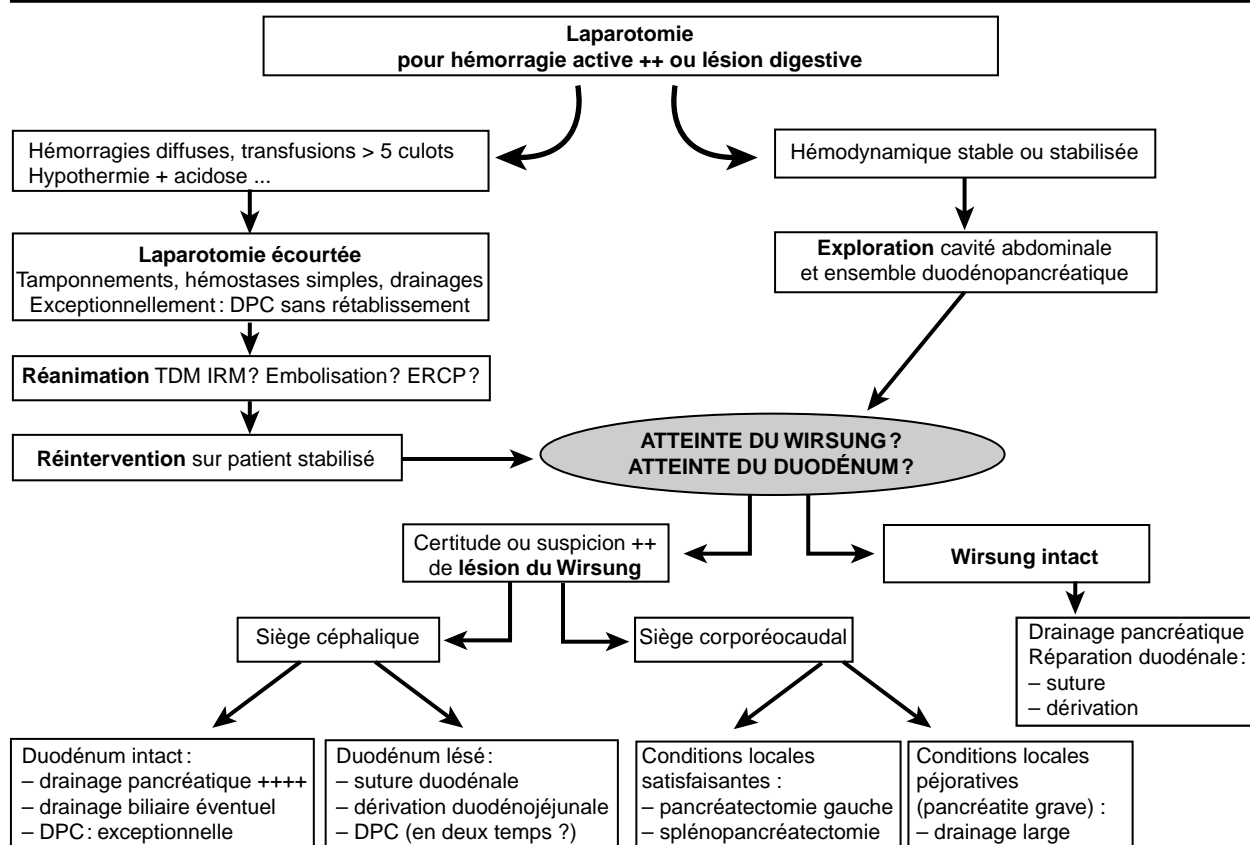 Laparotomie
pour hémorragie active ++ ou lésion digestive
Hémorragies diffuses, transfusions > 5 culots
Hypothermie + acidose ...
Hémodynamique stable ou stabilisée
Laparotomie écourtée
Tamponnements, hémostases simples, drainages
Exceptionnellement : DPC sans rétablissement
Exploration cavité abdominale
et ensemble duodénopancréatique
Réanimation TDM IRM ? Embolisation ? ERCP ?
Réintervention sur patient stabilisé
ATTEINTE DU WIRSUNG ?
ATTEINTE DU DUODÉNUM ?
Certitude ou suspicion ++
de lésion du Wirsung
Wirsung intact
Siège céphalique
Siège corporéocaudal
Drainage pancréatique
Réparation duodénale :
– suture
– dérivation
Duodénum intact :
– drainage pancréatique ++++
– drainage biliaire éventuel
– DPC : exceptionnelle
Duodénum lésé :
– suture duodénale
– dérivation duodénojéjunale
– DPC (en deux temps ?)
Conditions locales
satisfaisantes :
– pancréatectomie gauche
– splénopancréatectomie
Conditions locales
péjoratives
(pancréatite grave) :
– drainage large